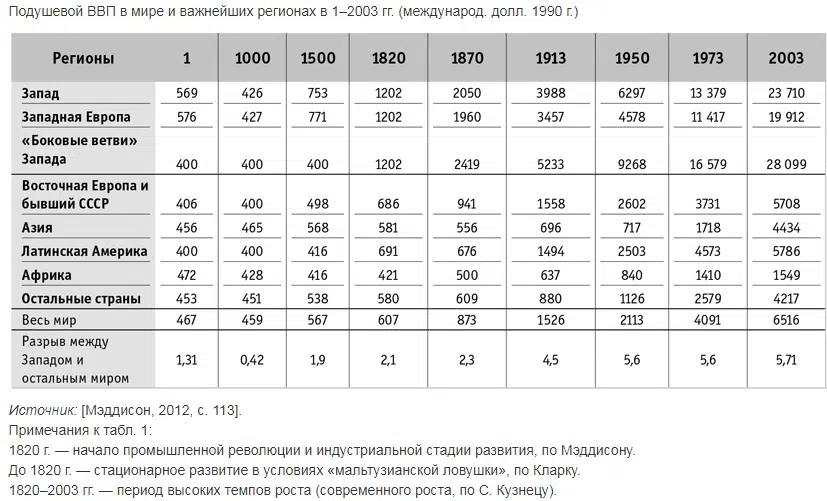 Подушевой ВВП в мире и важнейших регионах в 1–2003 гг. (международ. долл. 1990 г.)
Регионы 1 1000 1500 1820 1870 1913 1950 1973 2003
Запад 569 426 753 1202 2050 3988 6297 13 379 23 710
Западная Европа 576 427 771 1202 1960 3457 4578 11 417 19 912
«Боковые ветви»
Запада 400 400 400 1202 2419 5233 9268 16 579 28 099
Восточная Европа и
бывший СССР 406 400 498 686 941 1558 2602 3731 5708
Азия 456 465 568 581 556 696 717 1718 4434
Латинская Америка 400 400 416 691 676 1494 2503 4573 5786
Африка 472 428 416 421 500 637 840 1410 1549
Остальные страны 453 451 538 580 609 880 1126 2579 4217
Весь мир 467 459 567 607 873 1526 2113 4091 6516
Разрыв между
Западом и 1,31 0,42 1,9 2,1 2,3 4,5 5,6 5,6 5,71
остальным миром
Источник: [Мэддисон, 2012, с. 113].
Примечания к табл. 1:
1820 г. — начало промышленной революции и индустриальной стадии развития, по Мэддисону.
До 1820 г. — стационарное развитие в условиях «мальтузианской ловушки», по Кларку.
1820–2003 гг. — период высоких темпов роста (современного роста, по С. Кузнецу).